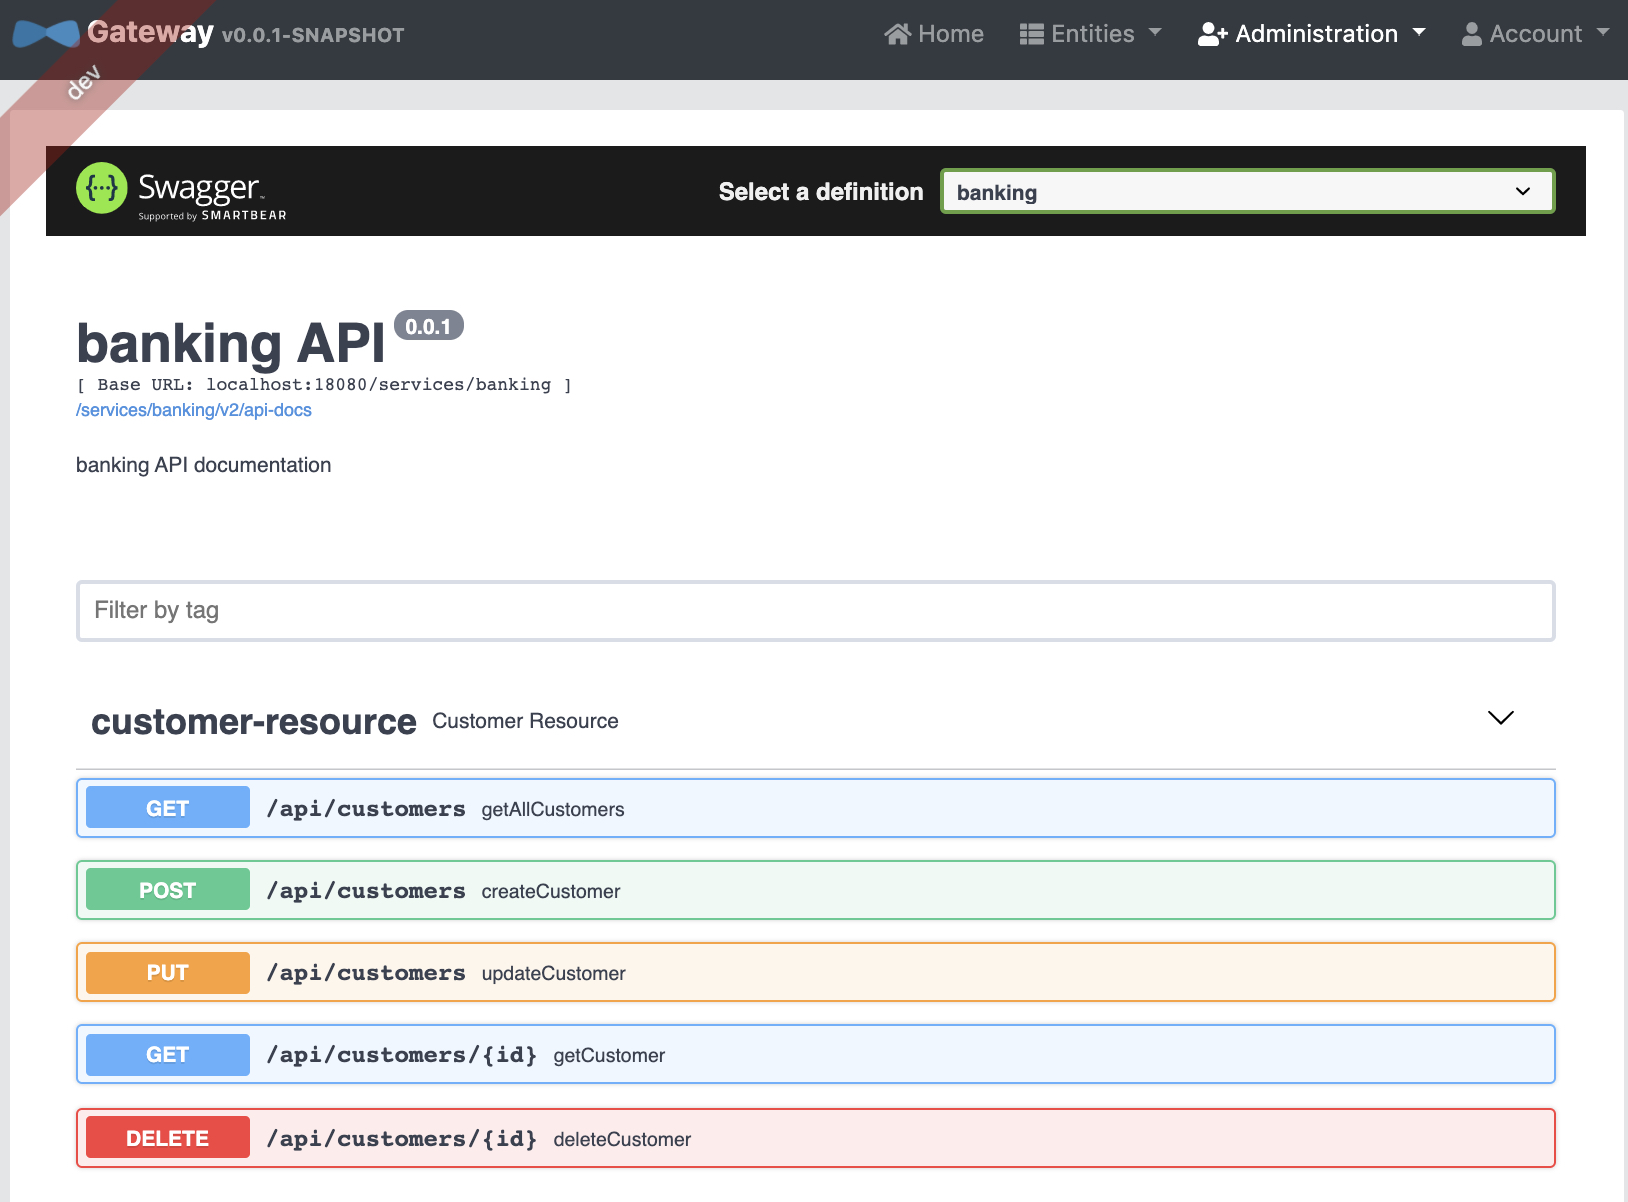 Gateway v0.0.1-SNAPSHOT Home Entities Administration Account
dev
Swagger™
Supported by SMARTBEAR
Select a definition banking
banking API 0.0.1
[ Base URL: localhost:18080/services/banking ]
/services/banking/v2/api-docs
banking API documentation
Filter by tag
customer-resource Customer Resource
GET /api/customers getAllCustomers
POST /api/customers createCustomer
PUT /api/customers updateCustomer
GET /api/customers/{id} getCustomer
DELETE /api/customers/{id} deleteCustomer